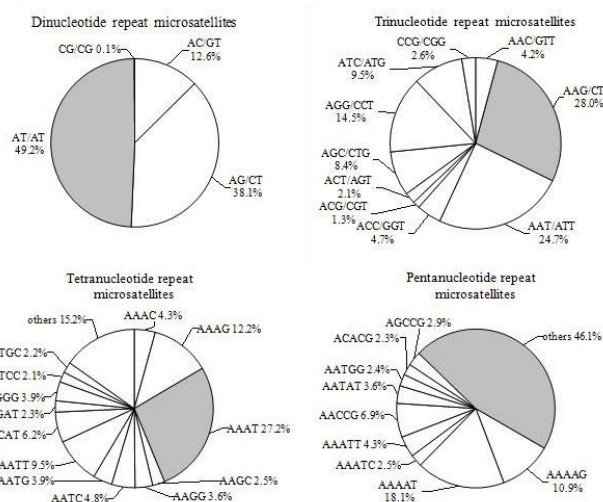 Dinucleotide repeat microsatellites
CG/CG 0.1%
AC/GT
12.6%
AT/AT
49.2%
AG/CT
38.1%
Trinucleotide repeat microsatellites
CCG/CGG
2.6%
AAC/GTT
4.2%
ATC/ATG
9.5%
AAG/CT
28.0%
AGG/CCT
14.5%
AGC/CTG
8.4%
ACT/AGT
2.1%
ACG/CGT
1.3%
ACC/GGT
4.7%
AAT/ATT
24.7%
Tetranucleotide repeat
microsatellites
others 15.2%
AAAC 4.3%
AAAG 12.2%
TGC 2.2%
TCC 2.1%
GGG 3.9%
GAT 2.3%
CAT 6.2%
AAAT 27.2%
AATT 9.5%
AATG 3.9%
AATC 4.8%
AAGG 3.6%
AAGC 2.5%
Pentanucleotide repeat
microsatellites
AGCCG 2.9%
ACACG 2.3%
others 46.1%
AATGG 2.4%
AATAT 3.6%
AACCG 6.9%
AAATT 4.3%
AAATC 2.5%
AAAAT
18.1%
AAAAG
10.9%